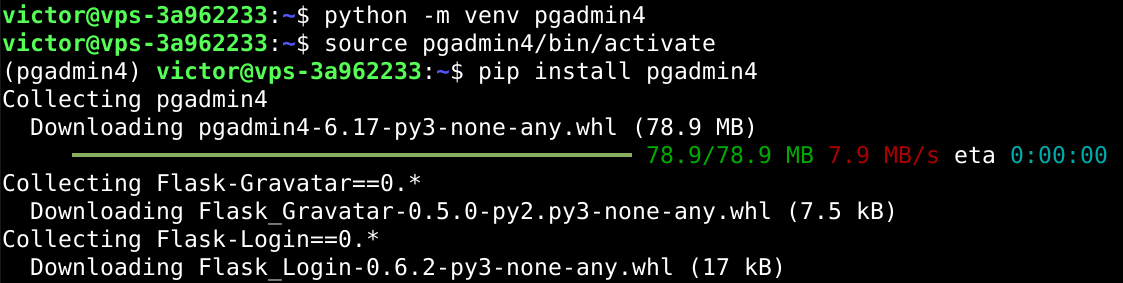 victor@vps-3a962233:~$ python -m venv pgadmin4
victor@vps-3a962233:~$ source pgadmin4/bin/activate
(pgadmin4) victor@vps-3a962233:~$ pip install pgadmin4
Collecting pgadmin4
  Downloading pgadmin4-6.17-py3-none-any.whl (78.9 MB)
78.9/78.9 MB 7.9 MB/s eta 0:00:00
Collecting Flask-Gravatar==0.*
  Downloading Flask_Gravatar-0.5.0-py2.py3-none-any.whl (7.5 kB)
Collecting Flask-Login==0.*
  Downloading Flask_Login-0.6.2-py3-none-any.whl (17 kB)